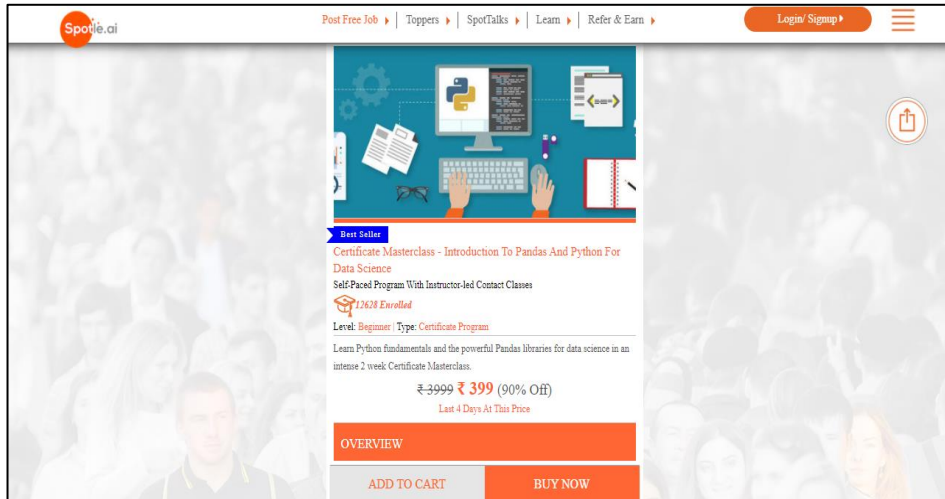 Spotle.ai
Post Free Job
Toppers
SpotTalks
Learn
Refer & Earn
Login/ Signup
Best Seller
Certificate Masterclass - Introduction To Pandas And Python For
Data Science
Self-Paced Program With Instructor-led Contact Classes
12628 Enrolled
Level: Beginner | Type: Certificate Program
Learn Python fundamentals and the powerful Pandas libraries for data science in an
intense 2 week Certificate Masterclass.
₹ 3999 ₹ 399 (90% Off)
Last 4 Days At This Price
OVERVIEW
ADD TO CART
BUY NOW